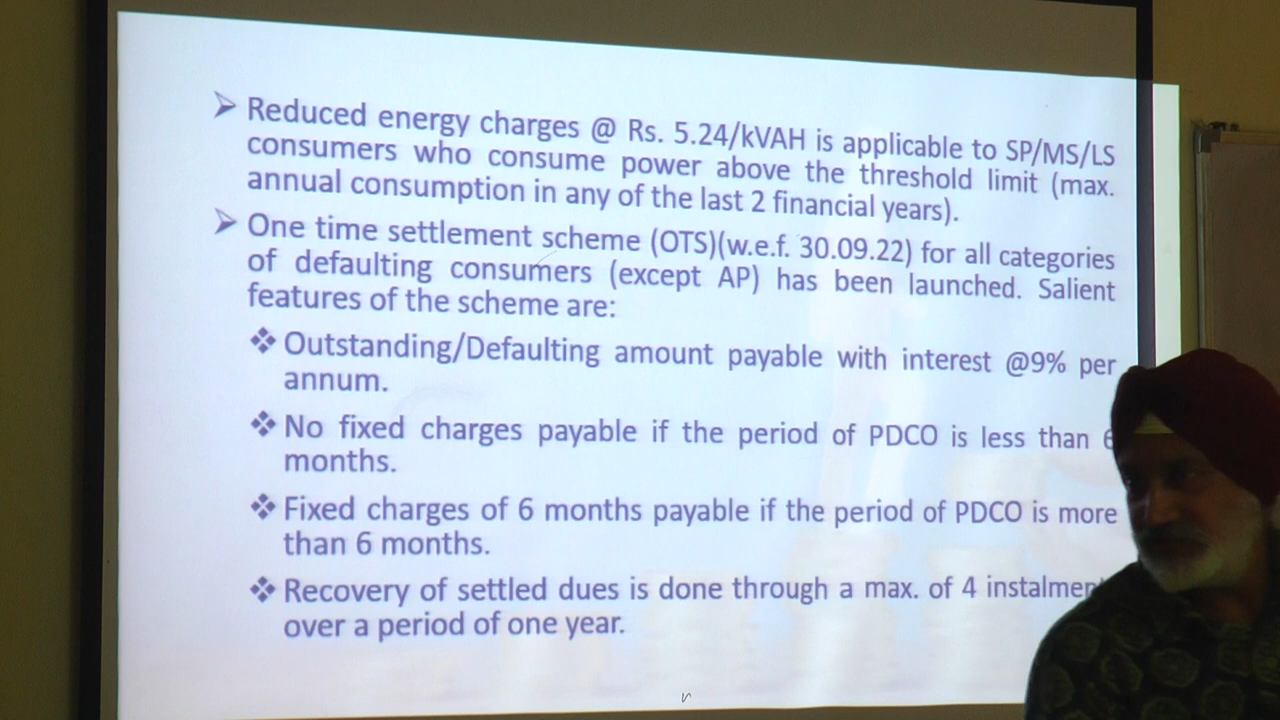 ➢ Reduced energy charges @ Rs. 5.24/kVAH is applicable to SP/MS/LS
consumers who consume power above the threshold limit (max.
annual consumption in any of the last 2 financial years).
➢ One time settlement scheme (OTS)(w.e.f. 30.09.22) for all categories
of defaulting consumers (except AP) has been launched. Salient
features of the scheme are:
❖ Outstanding/Defaulting amount payable with interest @9% per
annum.
❖ No fixed charges payable if the period of PDCO is less than 6
months.
❖ Fixed charges of 6 months payable if the period of PDCO is more
than 6 months.
❖ Recovery of settled dues is done through a max. of 4 instalmen
over a period of one year.